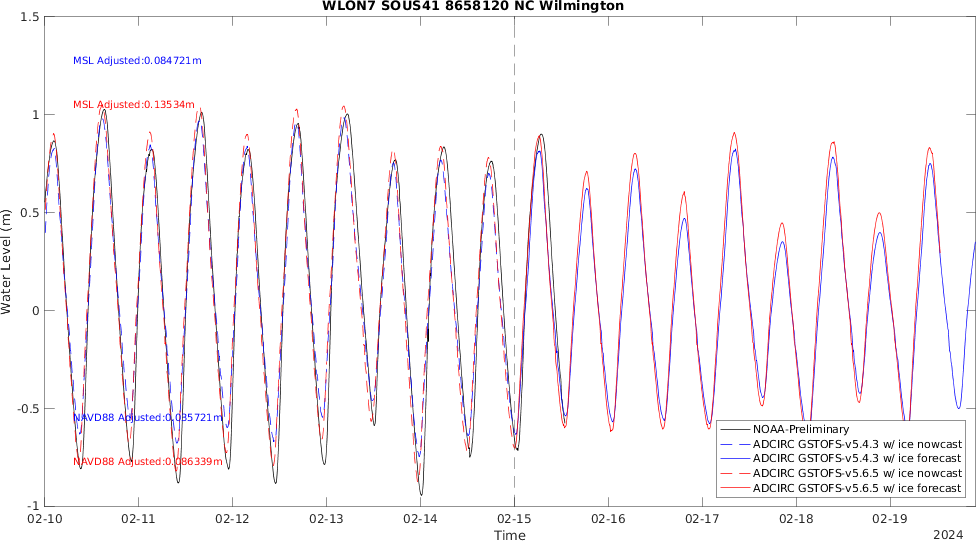 WLON7 SOUS41 8658120 NC Wilmington
1.5
MSL Adjusted:0.084721m
MSL Adjusted:0.13534m
1
0.5
Water Level (m)
0
-0.5
NAVD88 Adjusted:0.035721m
NAVD88 Adjusted:0.086339m
-1
NOAA-Preliminary
ADCIRC GSTOFS-v5.4.3 w/ ice nowcast
ADCIRC GSTOFS-v5.4.3 w/ ice forecast
ADCIRC GSTOFS-v5.6.5 w/ ice nowcast
ADCIRC GSTOFS-v5.6.5 w/ ice forecast
02-10 02-11 02-12 02-13 02-14 02-15 02-16 02-17 02-18 02-19
Time
2024